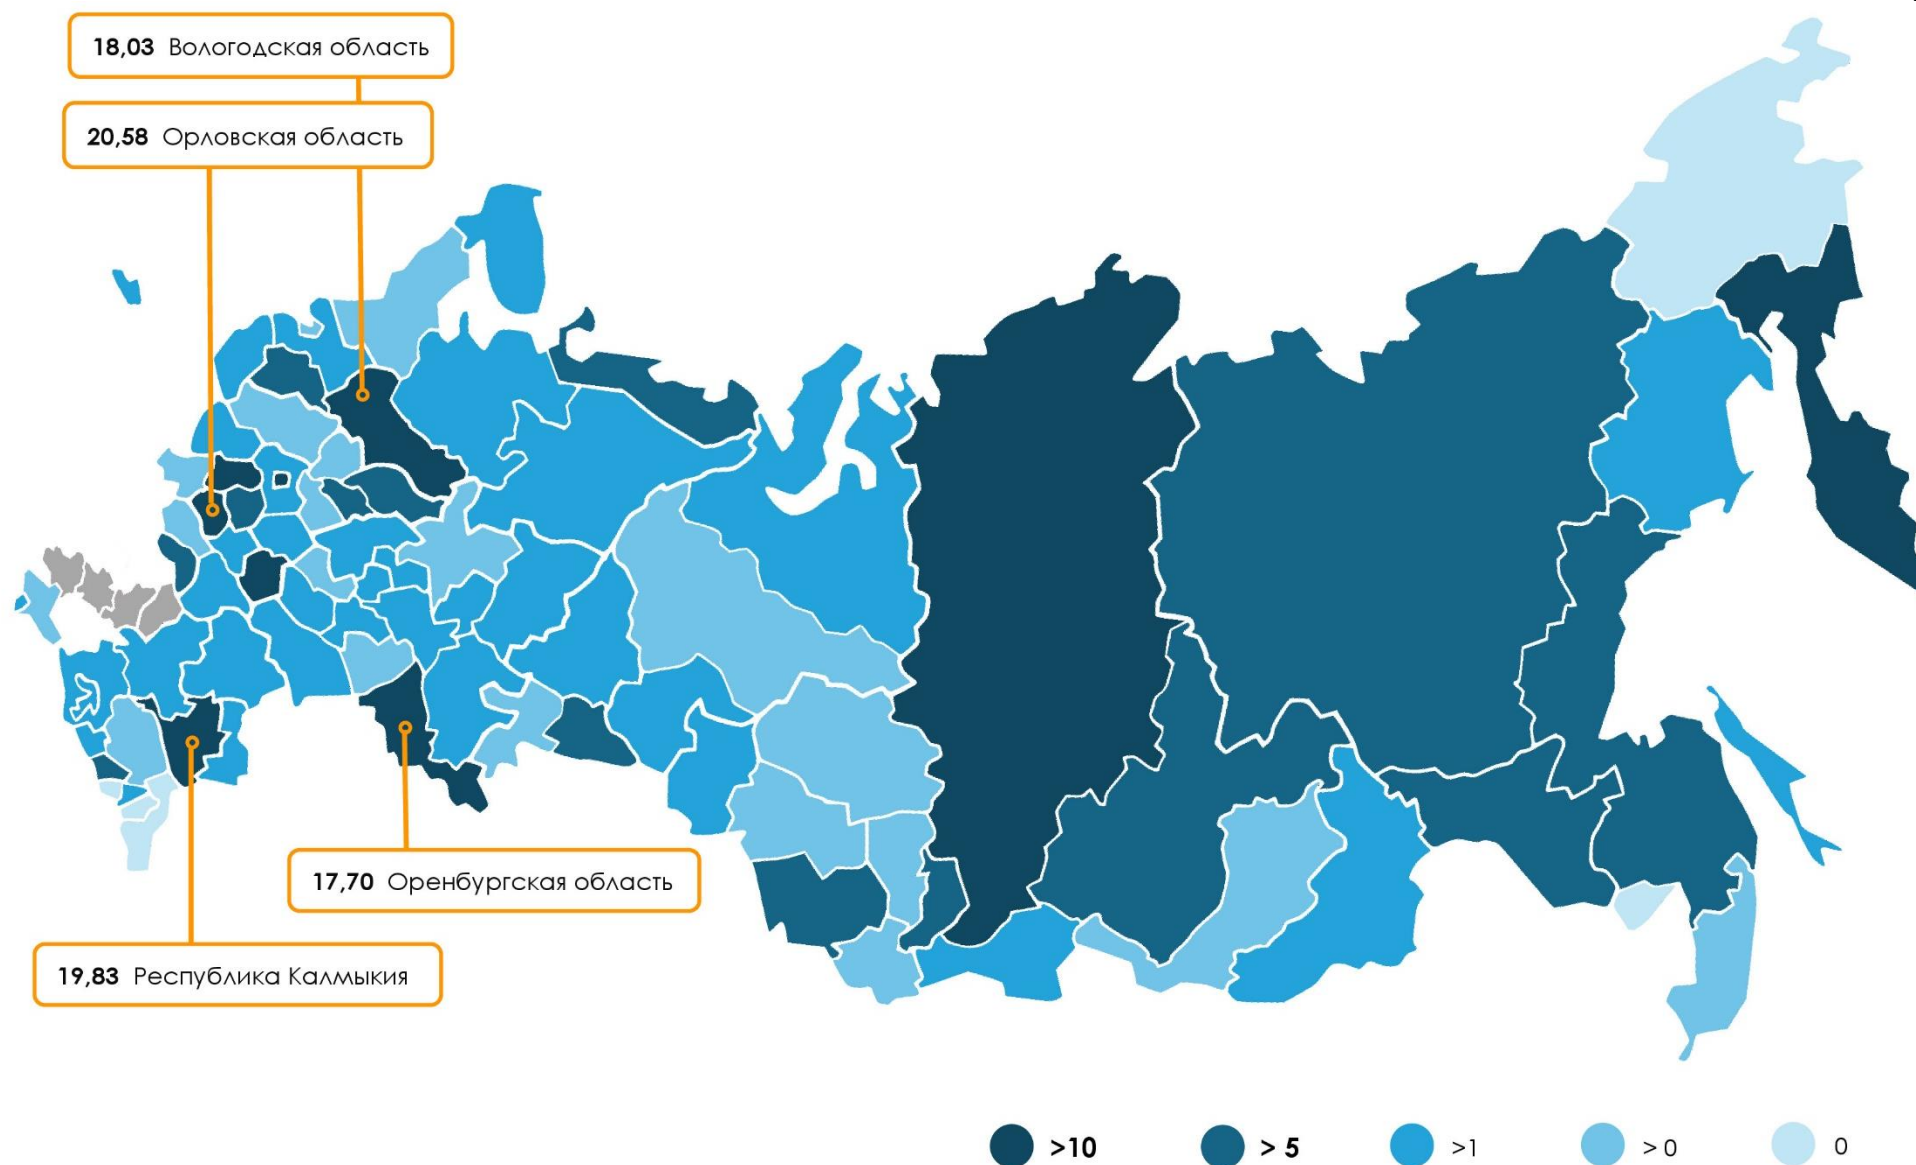 18,03 Вологодская область
20,58 Орловская область
17,70 Оренбургская область
19,83 Республика Калмыкия
>10
> 5
>1
> 0
0